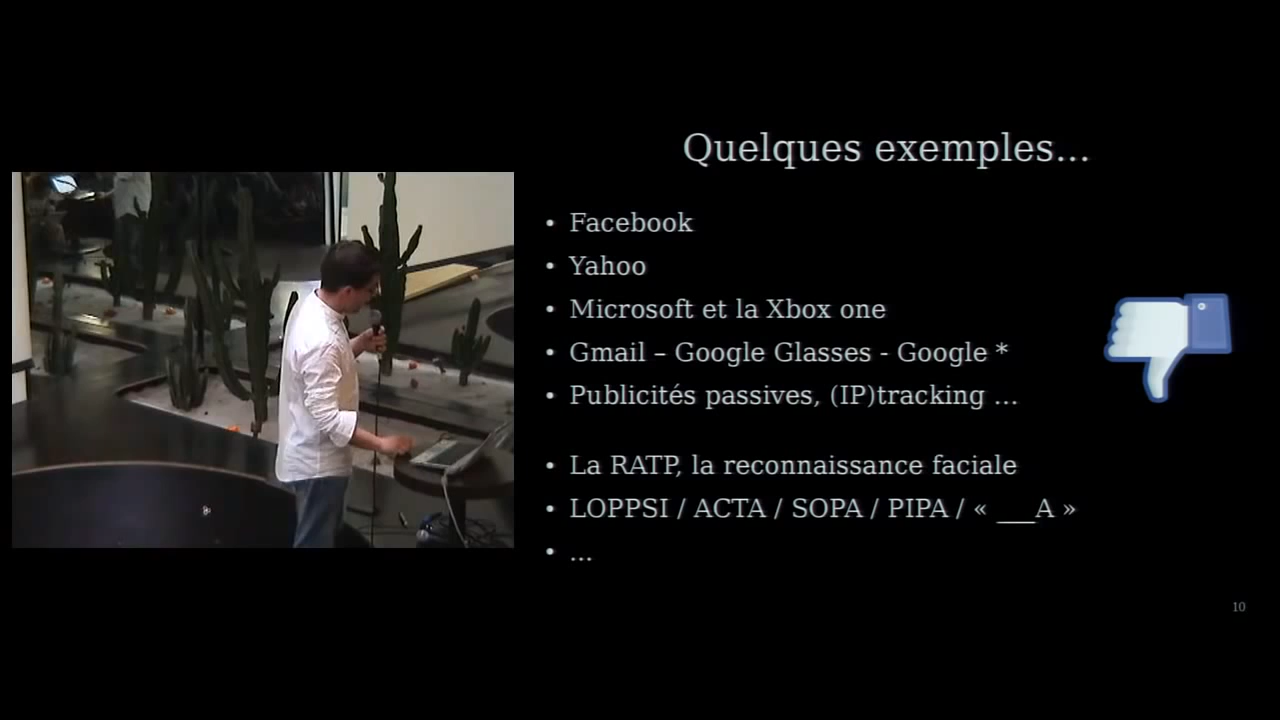 Quelques exemples...
• Facebook
• Yahoo
• Microsoft et la Xbox one
• Gmail – Google Glasses - Google *
• Publicités passives, (IP)tracking ...
• La RATP, la reconnaissance faciale
• LOPPSI / ACTA / SOPA / PIPA / « ___A »
• ...
10